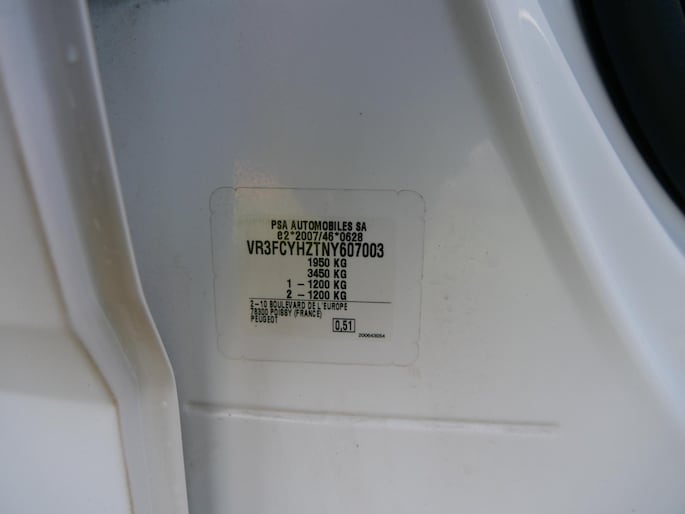 PSA AUTOMOBILES SA
e2*2007/46*0628
VR3FCYHZTNY607003
1950 KG
3450 KG
1 - 1200 KG
2 - 1200 KG
2-10 BOULEVARD DE L'EUROPE
78300 POISSY (FRANCE)
PEUGEOT
0,51
200643054